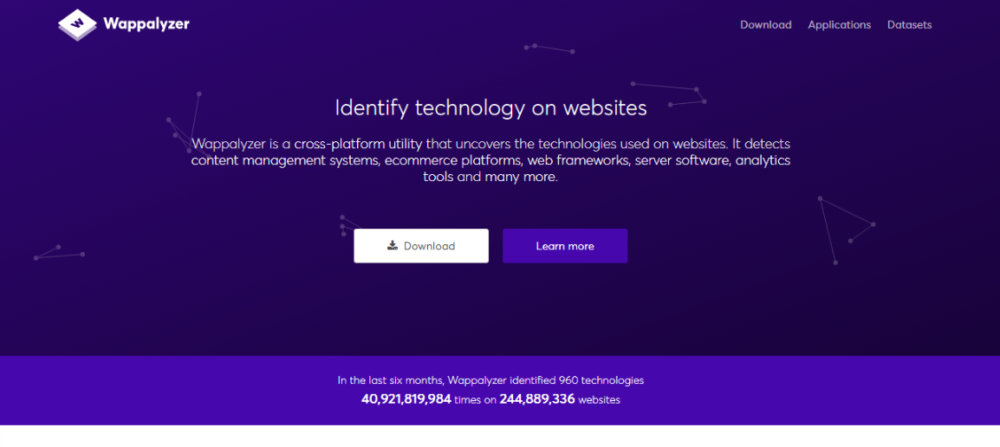 Wappalyzer
Download Applications Datasets
Identify technology on websites
Wappalyzer is a cross-platform utility that uncovers the technologies used on websites. It detects
content management systems, ecommerce platforms, web frameworks, server software, analytics
tools and many more.
Download
Learn more
In the last six months, Wappalyzer identified 960 technologies
40,921,819,984 times on 244,889,336 websites